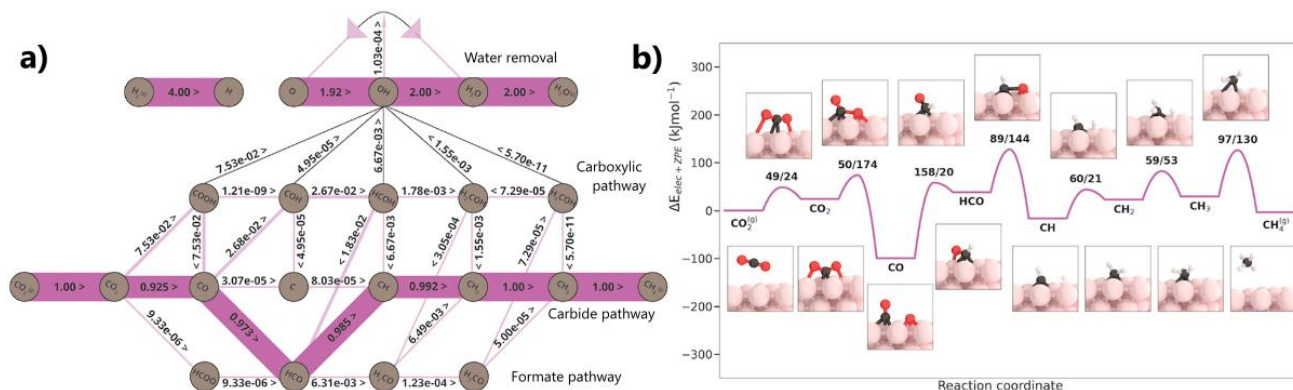 a)
1.03e-04 >
Water removal
H₂⁽ᵍ⁾ 4.00 > H
O 1.92 > OH 2.00 > H₂O 2.00 > H₂O⁽ᵍ⁾
7.53e-02 >
4.95e-05 >
6.67e-03 >
< 1.55e-03
< 5.70e-11
Carboxylic
pathway
COOH 1.21e-09 > COH 2.67e-02 > HCOH 1.78e-03 > H₂COH < 7.29e-05 H₃COH
7.53e-02 >
< 7.53e-02
2.68e-02 >
< 4.95e-05
< 1.83e-02
< 6.67e-03
< 3.05e-04
< 1.55e-03
7.29e-05 >
< 5.70e-11
CO₂⁽ᵍ⁾ 1.00 > CO₂ 0.925 > CO 3.07e-05 > C 8.03e-05 > CH 0.992 > CH₂ 1.00 > CH₃ 1.00 > CH₄⁽ᵍ⁾
Carbide pathway
9.33e-06 >
0.973 >
0.985 >
6.49e-03 >
5.00e-05 >
HCOO 9.33e-06 > HCO 6.31e-03 > H₂CO 1.23e-04 > H₃CO
Formate pathway
b)
ΔE elec + ZPE (kJmol⁻¹)
300
200
100
0
−100
−200
−300
49/24
50/174
158/20
89/144
60/21
59/53
97/130
CO₂⁽ᵍ⁾
CO₂
CO
HCO
CH
CH₂
CH₃
CH₄⁽ᵍ⁾
Reaction coordinate